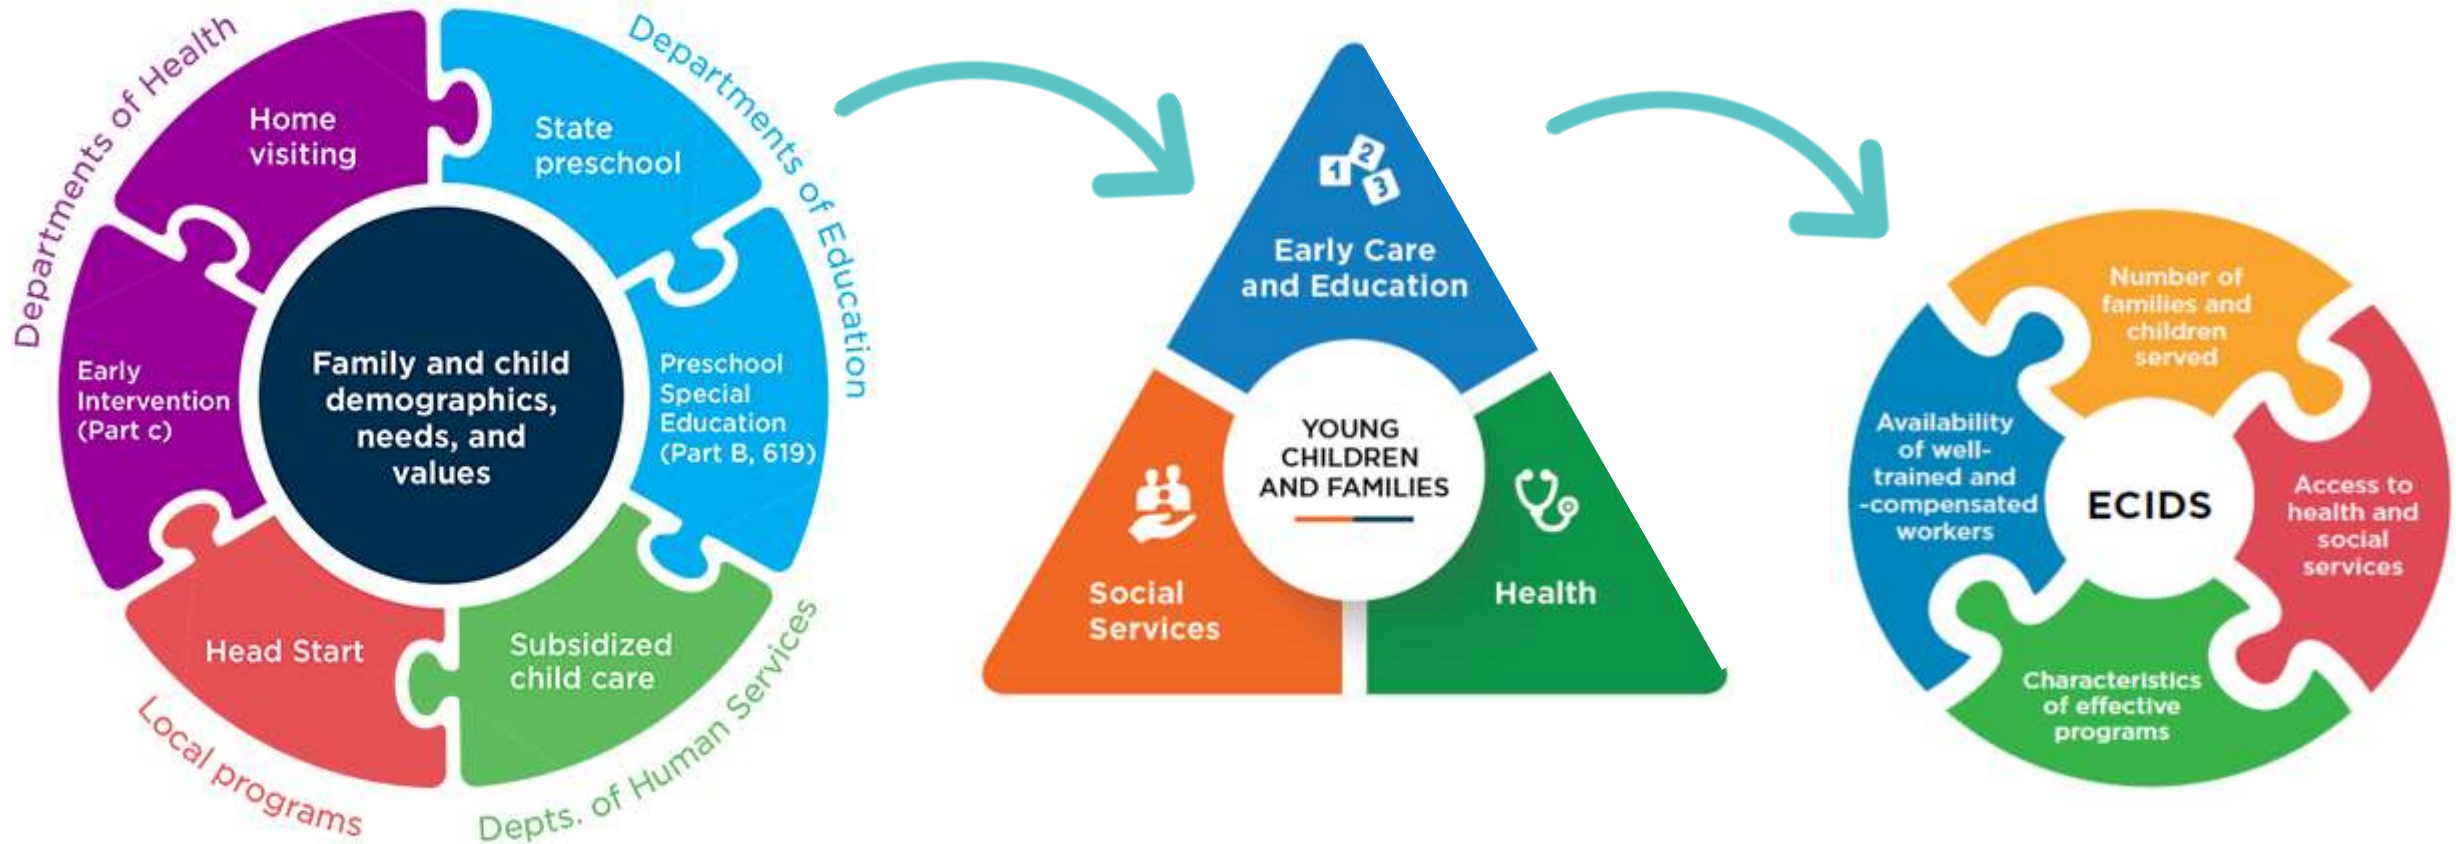 Departments of Health
Departments of Education
Home
visiting
State
preschool
Early
Intervention
(Part c)
Family and child
demographics,
needs, and
values
Preschool
Special
Education
(Part B, 619)
Head Start
Subsidized
child care
Local programs
Depts. of Human Services
1
2
3
Early Care
and Education
YOUNG
CHILDREN
AND FAMILIES
Social
Services
Health
Number of
families and
children
served
Availability
of well-
trained and
-compensated
workers
ECIDS
Access to
health and
social
services
Characteristics
of effective
programs